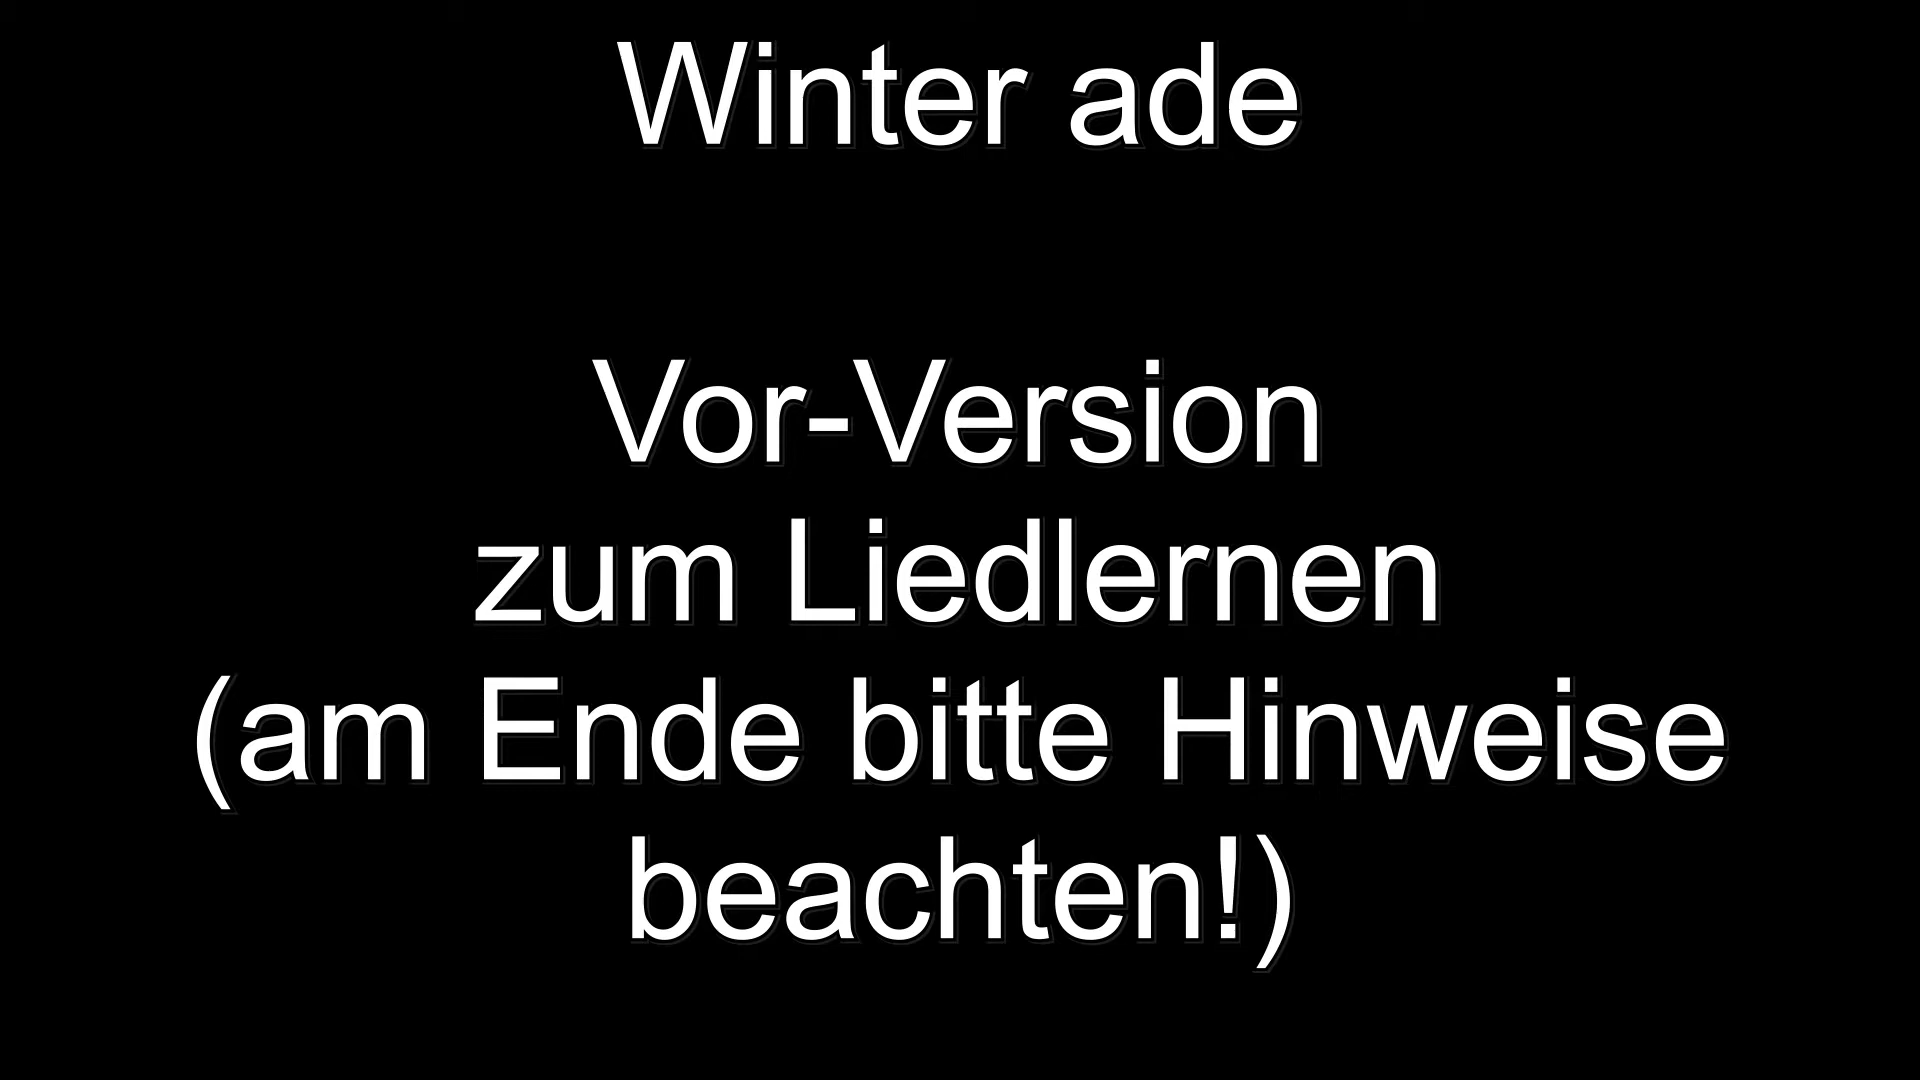 Winter ade
Vor-Version
zum Liedlernen
(am Ende bitte Hinweise
beachten!)